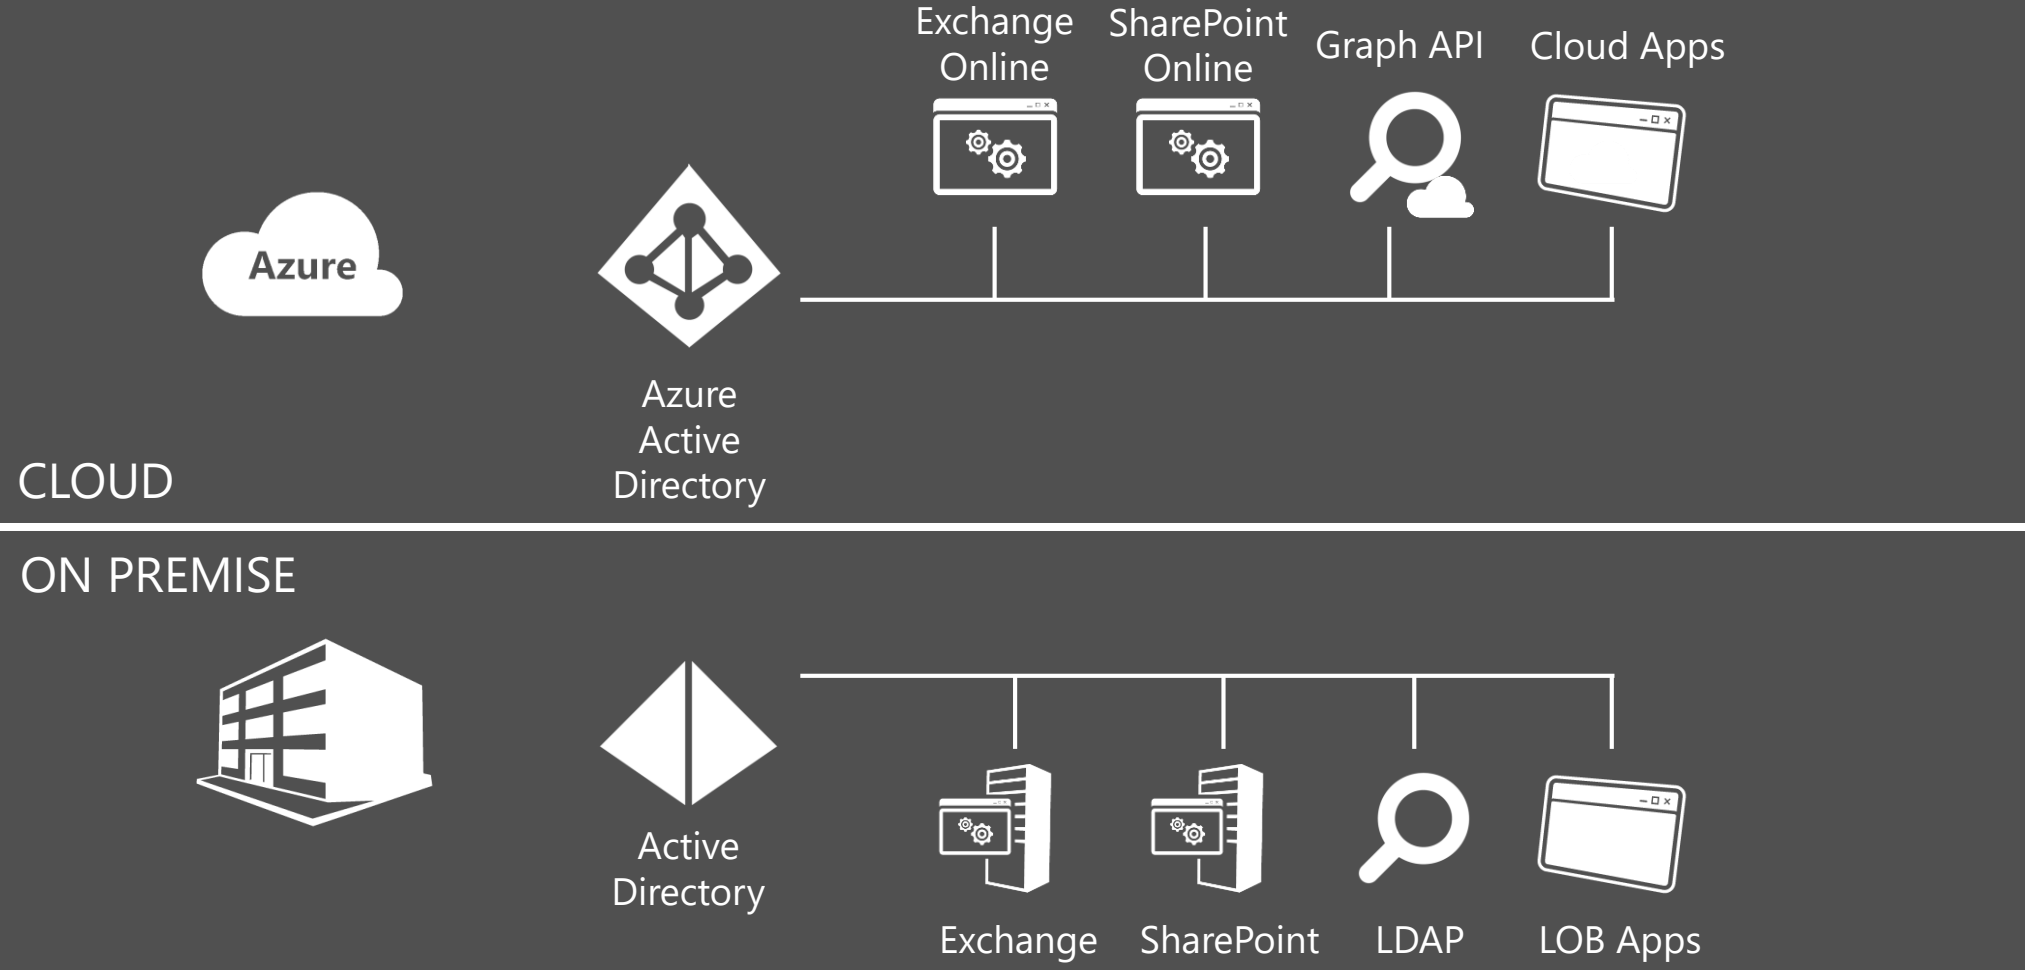 Exchange
Online
SharePoint
Online
Graph API
Cloud Apps
Azure
Azure
Active
Directory
CLOUD
ON PREMISE
Active
Directory
Exchange
SharePoint
LDAP
LOB Apps